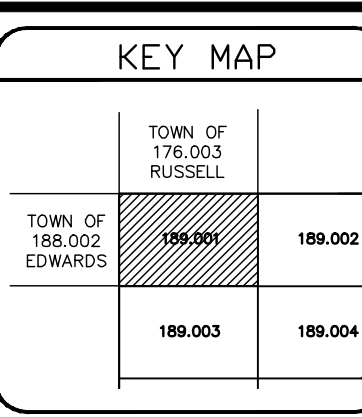 KEY MAP
TOWN OF
176.003
RUSSELL
TOWN OF
188.002
EDWARDS
189.001
189.002
189.003
189.004